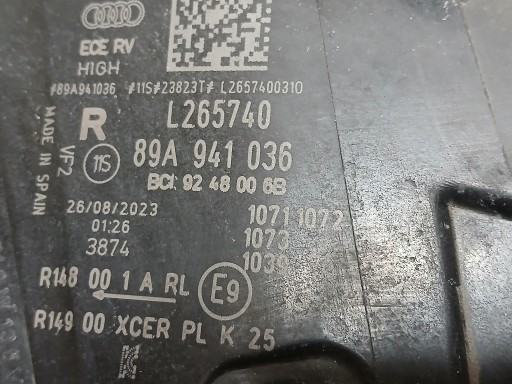 ECE RV
HIGH
#89A941036 #11S#23823T# L2657400310
R L265740
MADE IN SPAIN
VF2
11S 89A 941 036
BCI: 92 48 00 6B
26/08/2023
01:26
3874
1071 1072
1073
1039
R148 00 1 A RL E9
R149 00 XCER PL K 25